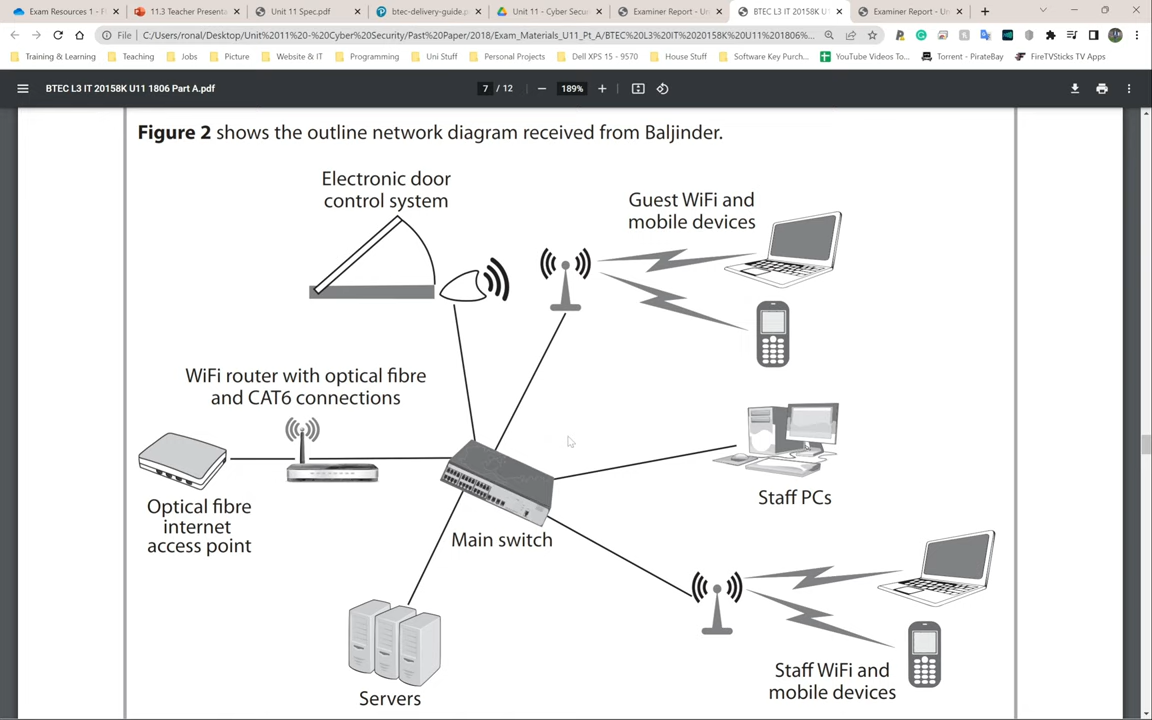 Exam Resources 1 - F
11.3 Teacher Presenta
Unit 11 Spec.pdf
btec-delivery-guide.p
Unit 11 - Cyber Secu
Examiner Report - Un
BTEC L3 IT 20158K U
Examiner Report - Un
File
C:/Users/ronal/Desktop/Unit%2011%20-%20Cyber%20Security/Past%20Paper/2018/Exam_Materials_U11_Pt_A/BTEC%20L3%20IT%2020158K%20U11%201806%...
Training & Learning
Teaching
Jobs
Picture
Website & IT
Programming
Uni Stuff
Personal Projects
Dell XPS 15 - 9570
House Stuff
Software Key Purch...
YouTube Videos To...
Torrent - PirateBay
FireTVSticks TV Apps
BTEC L3 IT 20158K U11 1806 Part A.pdf
7 / 12
189%
Figure 2 shows the outline network diagram received from Baljinder.
Electronic door
control system
Guest WiFi and
mobile devices
WiFi router with optical fibre
and CAT6 connections
Optical fibre
internet
access point
Main switch
Staff PCs
Servers
Staff WiFi and
mobile devices